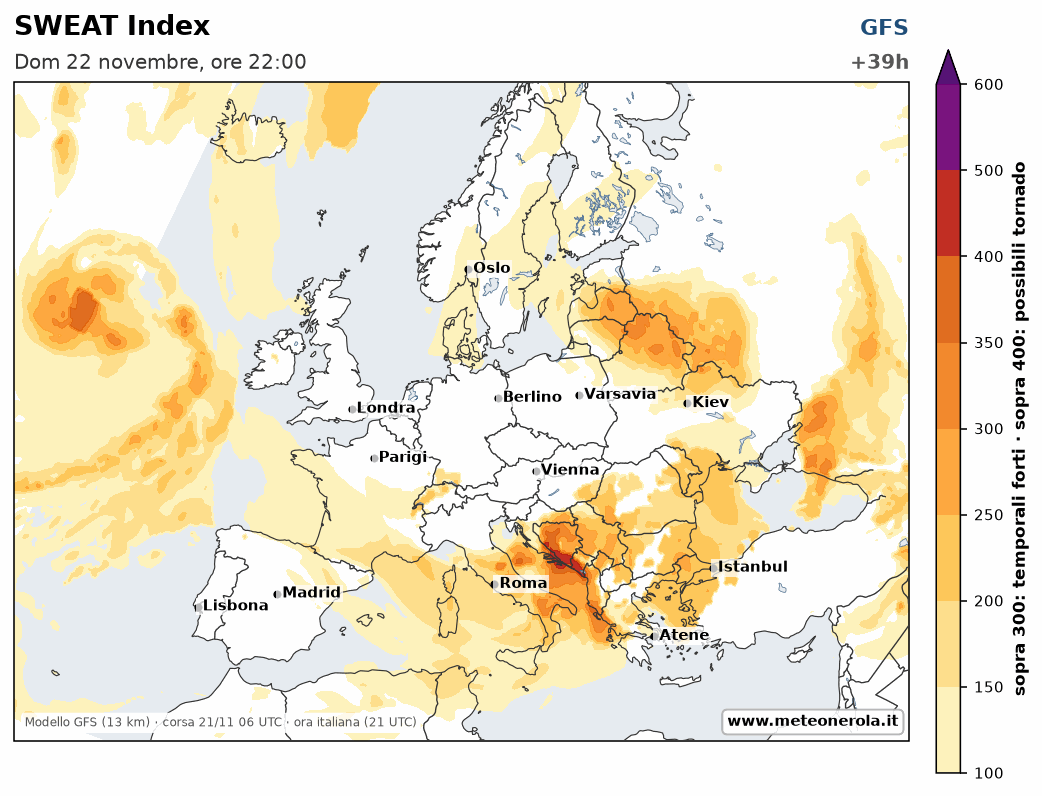 SWEAT Index
GFS
Dom 22 novembre, ore 22:00
+39h
Oslo
Berlino
Varsavia
Kiev
Londra
Parigi
Vienna
Istanbul
Roma
Madrid
Lisbona
Atene
Modello GFS (13 km) · corsa 21/11 06 UTC · ora italiana (21 UTC)
www.meteonerola.it
600
500
400
350
300
250
200
150
100
sopra 300: temporali forti · sopra 400: possibili tornado